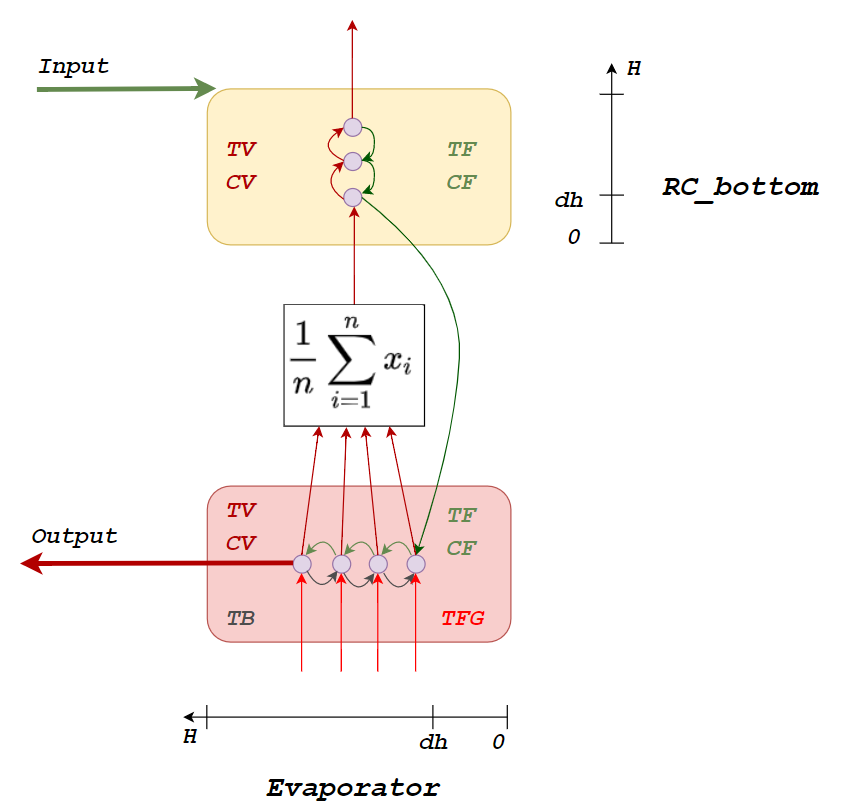 Input
H
TV
TF
CV
CF
RC_bottom
dh
0
1/n ∑_{i=1}^{n} x_i
TV
TF
Output
CV
CF
TB
TFG
H
dh
0
Evaporator